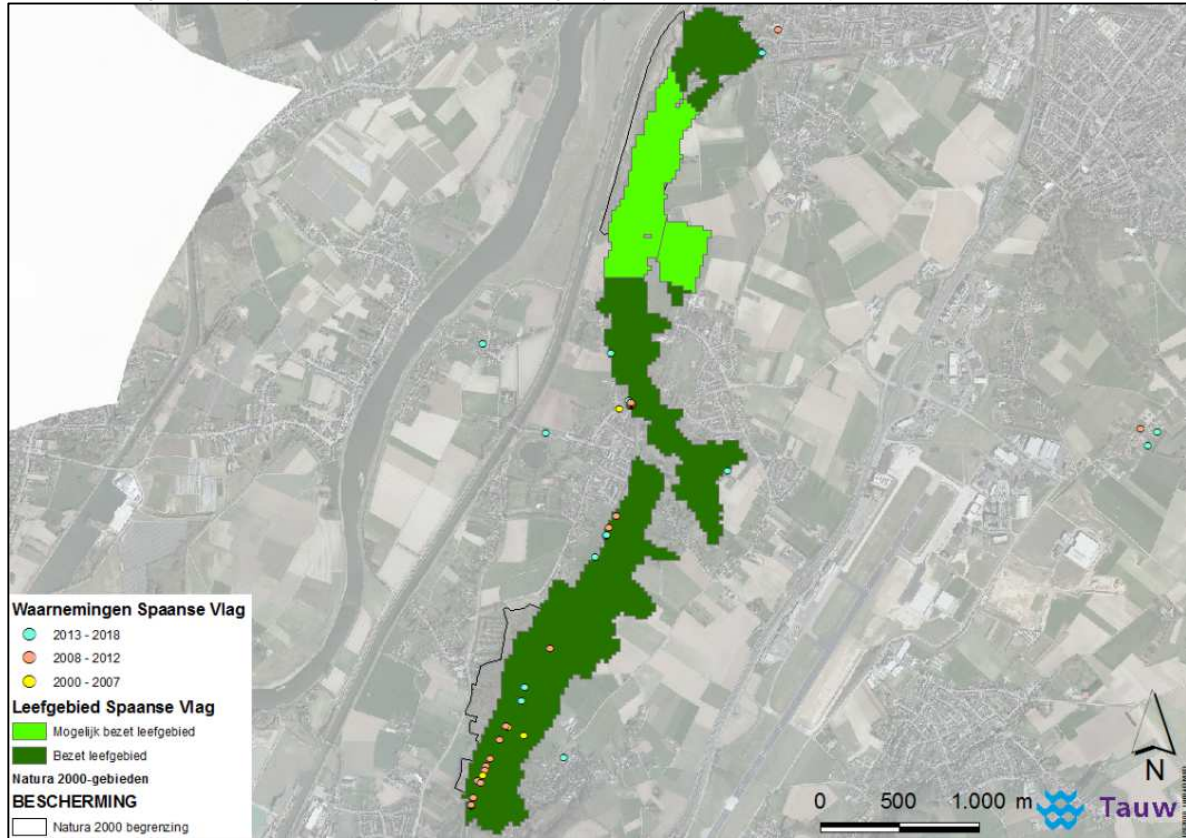 Waarnemingen Spaanse Vlag
2013 - 2018
2008 - 2012
2000 - 2007
Leefgebied Spaanse Vlag
Mogelijk bezet leefgebied
Bezet leefgebied
Natura 2000-gebieden
BESCHERMING
Natura 2000 begrenzing
0 500 1.000 m
N
Tauw